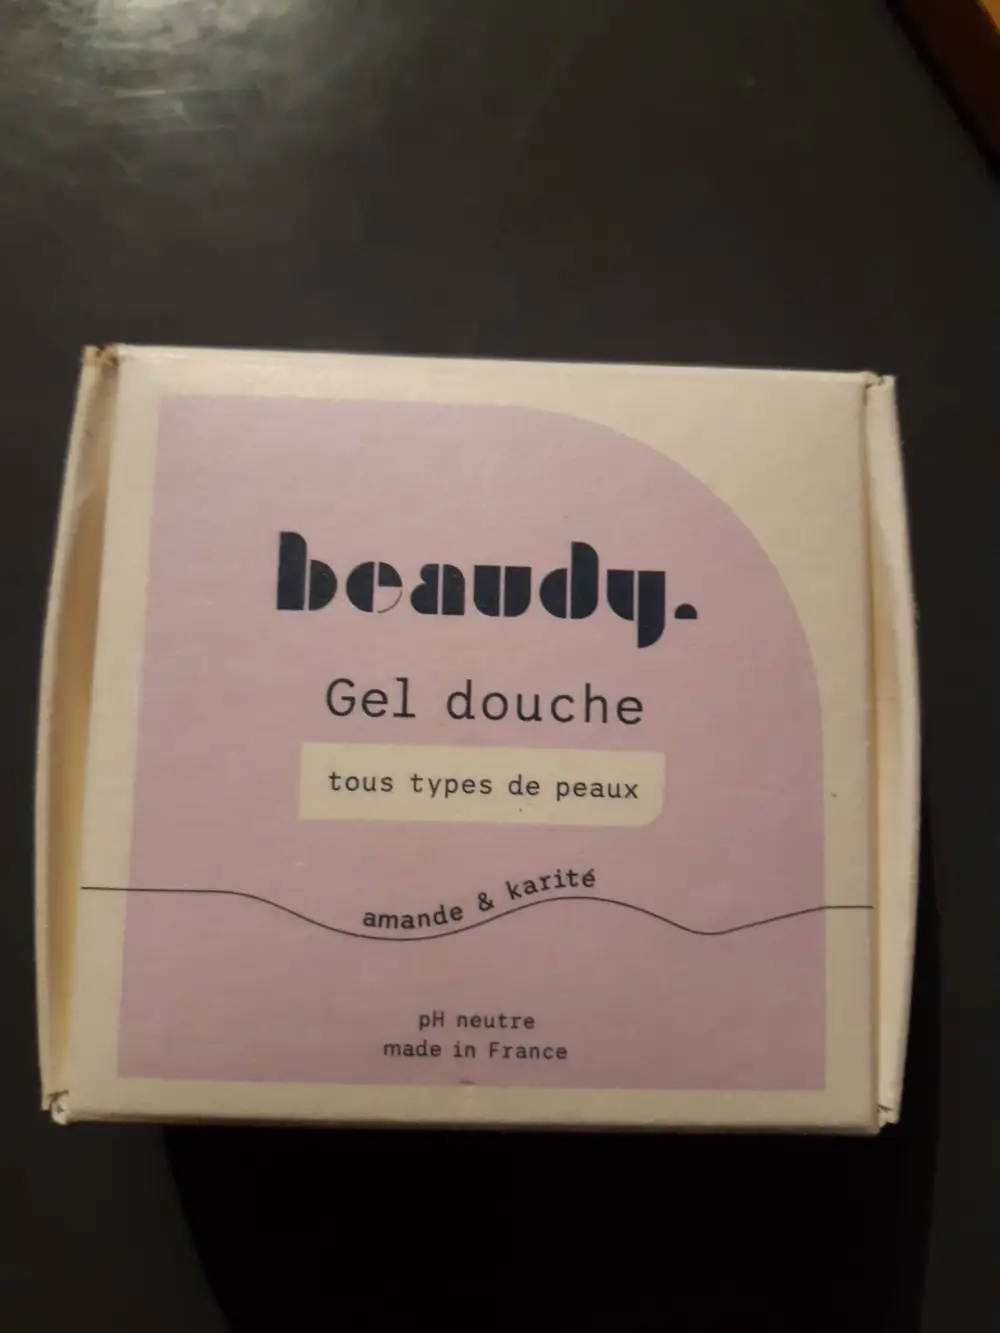 beaudy.
Gel douche
tous types de peaux
amande & karité
pH neutre
made in France